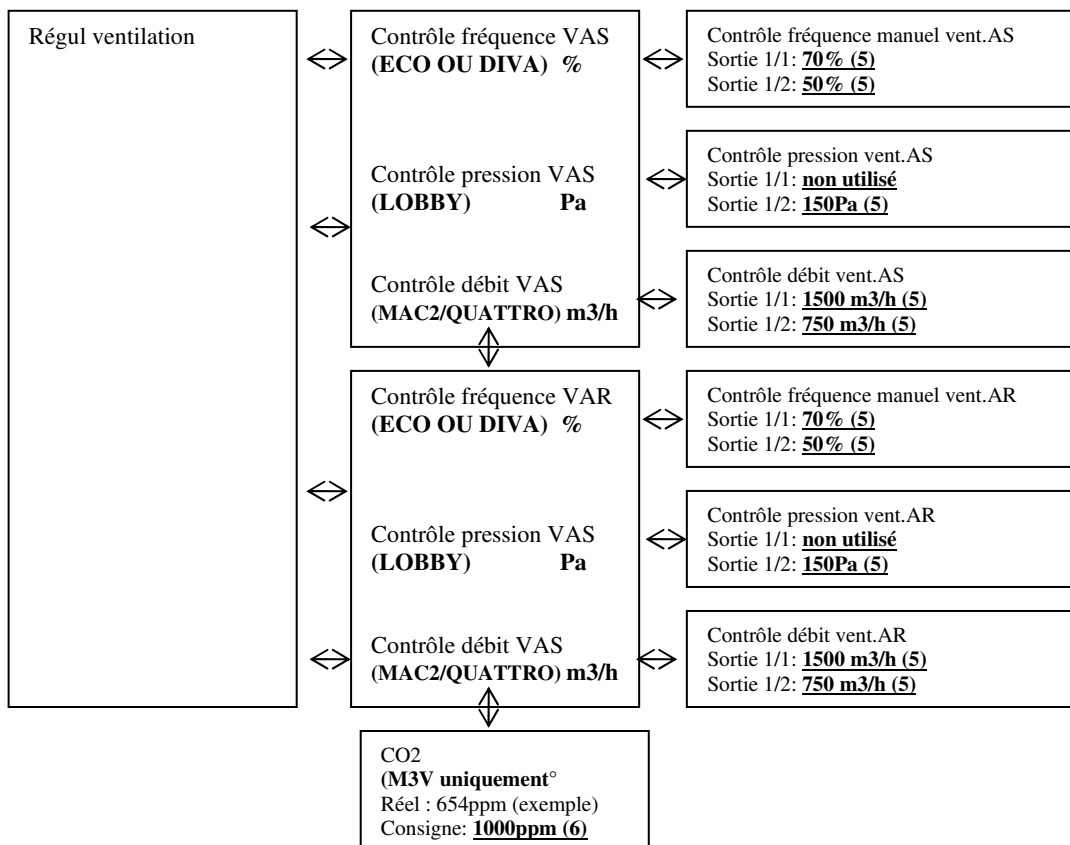 Régul ventilation
Contrôle fréquence VAS
(ECO OU DIVA) %
Contrôle pression VAS
(LOBBY) Pa
Contrôle débit VAS
(MAC2/QUATTRO) m3/h
Contrôle fréquence manuel vent.AS
Sortie 1/1: 70% (5)
Sortie 1/2: 50% (5)
Contrôle pression vent.AS
Sortie 1/1: non utilisé
Sortie 1/2: 150Pa (5)
Contrôle débit vent.AS
Sortie 1/1: 1500 m3/h (5)
Sortie 1/2: 750 m3/h (5)
Contrôle fréquence VAR
(ECO OU DIVA) %
Contrôle pression VAS
(LOBBY) Pa
Contrôle débit VAS
(MAC2/QUATTRO) m3/h
Contrôle fréquence manuel vent.AR
Sortie 1/1: 70% (5)
Sortie 1/2: 50% (5)
Contrôle pression vent.AR
Sortie 1/1: non utilisé
Sortie 1/2: 150Pa (5)
Contrôle débit vent.AR
Sortie 1/1: 1500 m3/h (5)
Sortie 1/2: 750 m3/h (5)
CO2
(M3V uniquement°
Réel : 654ppm (exemple)
Consigne: 1000ppm (6)